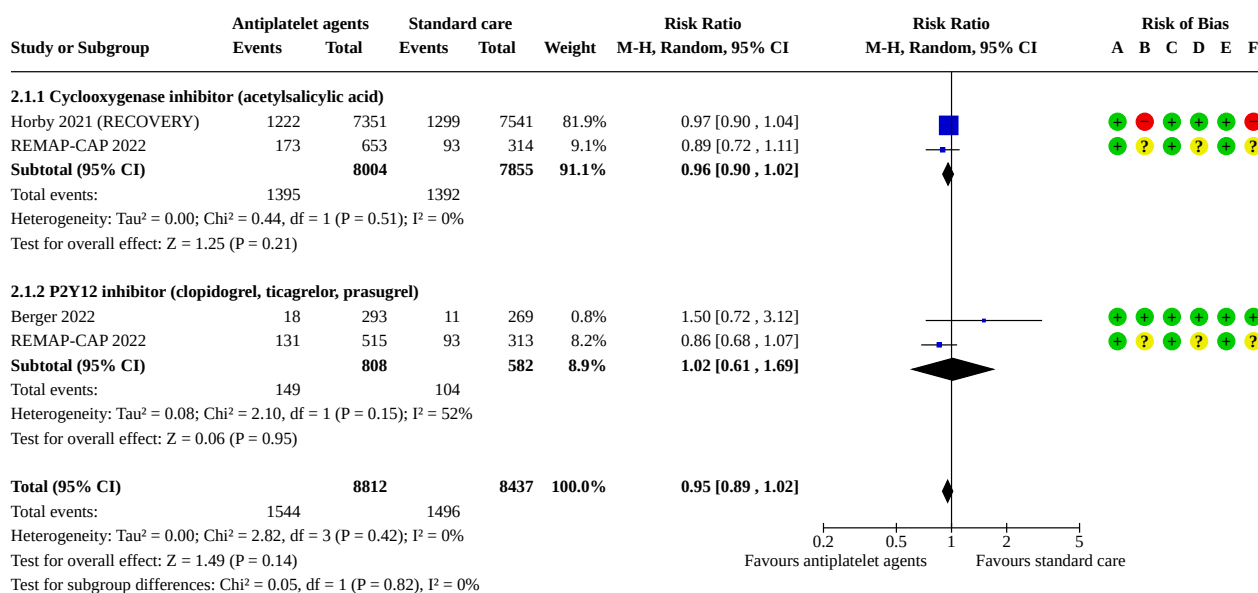 Antiplatelet agents Standard care Risk Ratio Risk Ratio Risk of Bias
Study or Subgroup Events Total Events Total Weight M-H, Random, 95% CI M-H, Random, 95% CI A B C D E F
2.1.1 Cyclooxygenase inhibitor (acetylsalicylic acid)
Horby 2021 (RECOVERY) 1222 7351 1299 7541 81.9% 0.97 [0.90 , 1.04] + − + + + −
REMAP-CAP 2022 173 653 93 314 9.1% 0.89 [0.72 , 1.11] + ? + ? + ?
Subtotal (95% CI) 8004 7855 91.1% 0.96 [0.90 , 1.02]
Total events: 1395 1392
Heterogeneity: Tau² = 0.00; Chi² = 0.44, df = 1 (P = 0.51); I² = 0%
Test for overall effect: Z = 1.25 (P = 0.21)
2.1.2 P2Y12 inhibitor (clopidogrel, ticagrelor, prasugrel)
Berger 2022 18 293 11 269 0.8% 1.50 [0.72 , 3.12] + + + + + +
REMAP-CAP 2022 131 515 93 313 8.2% 0.86 [0.68 , 1.07] + ? + ? + ?
Subtotal (95% CI) 808 582 8.9% 1.02 [0.61 , 1.69]
Total events: 149 104
Heterogeneity: Tau² = 0.08; Chi² = 2.10, df = 1 (P = 0.15); I² = 52%
Test for overall effect: Z = 0.06 (P = 0.95)
Total (95% CI) 8812 8437 100.0% 0.95 [0.89 , 1.02]
Total events: 1544 1496
Heterogeneity: Tau² = 0.00; Chi² = 2.82, df = 3 (P = 0.42); I² = 0%
0.2 0.5 1 2 5
Test for overall effect: Z = 1.49 (P = 0.14)
Favours antiplatelet agents Favours standard care
Test for subgroup differences: Chi² = 0.05, df = 1 (P = 0.82), I² = 0%